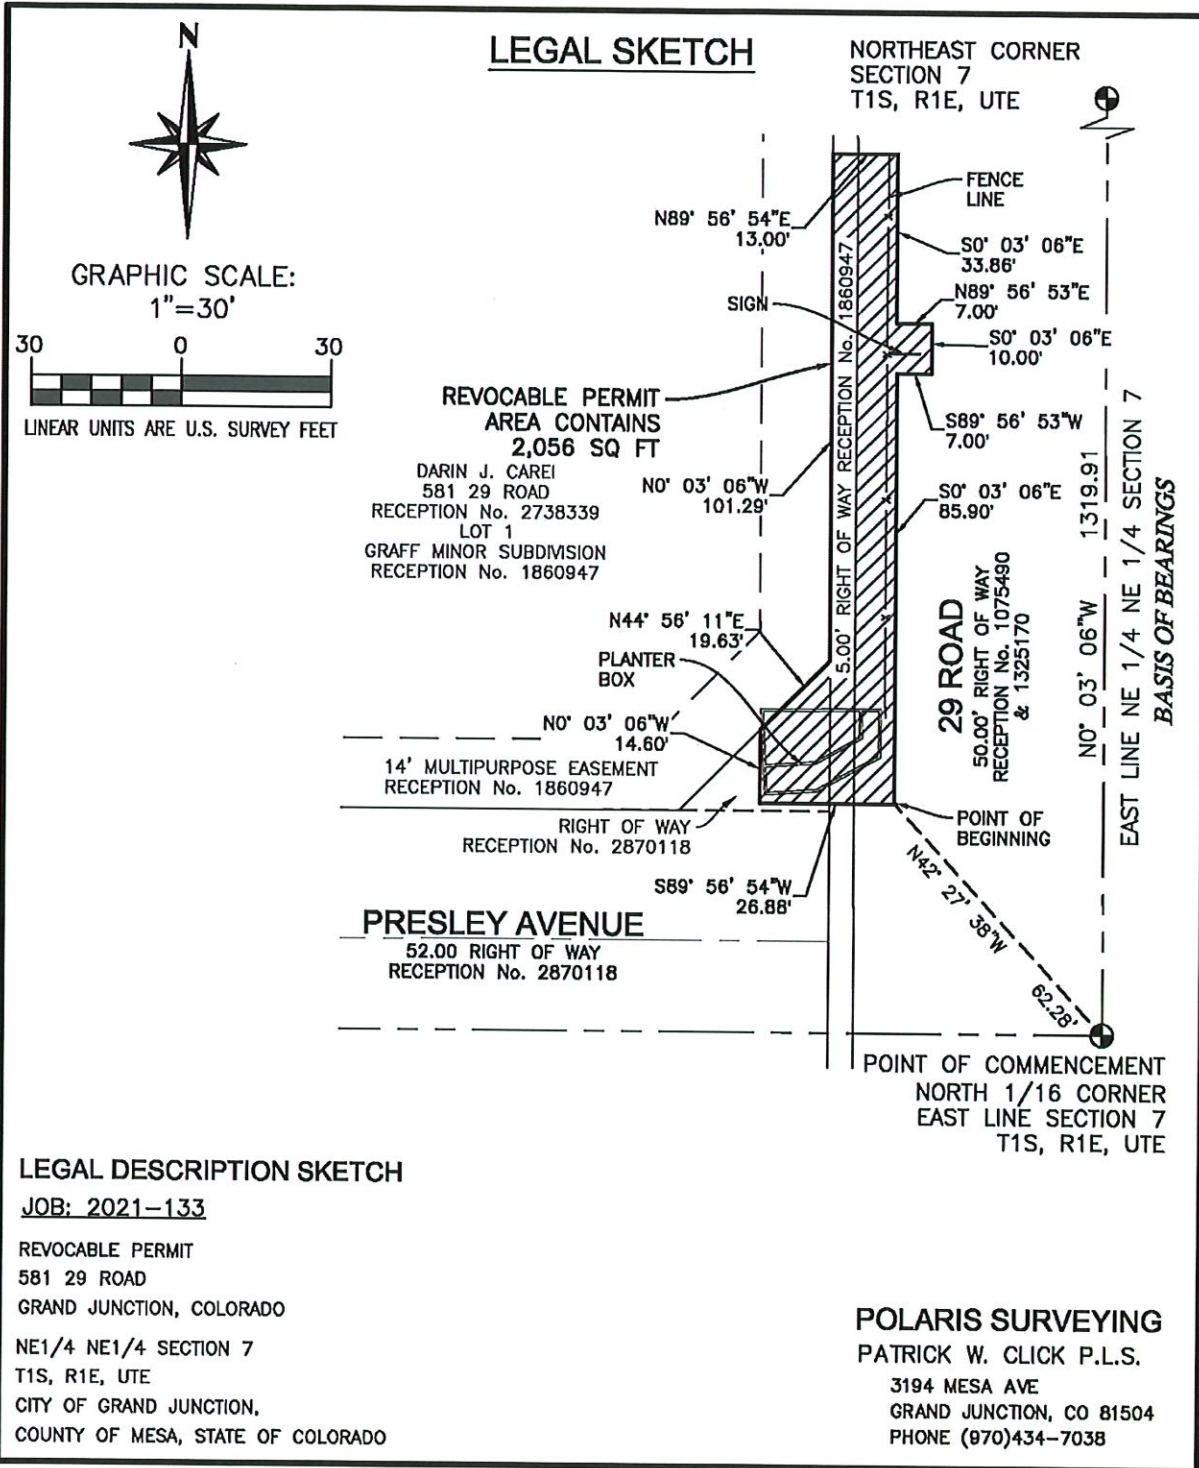 N
LEGAL SKETCH
NORTHEAST CORNER
SECTION 7
T1S, R1E, UTE
GRAPHIC SCALE:
1"=30'
30 0 30
LINEAR UNITS ARE U.S. SURVEY FEET
FENCE
LINE
N89° 56' 54"E
13.00'
S0° 03' 06"E
33.86'
N89° 56' 53"E
7.00'
SIGN
S0° 03' 06"E
10.00'
REVOCABLE PERMIT
AREA CONTAINS
2,056 SQ FT
S89° 56' 53"W
7.00'
DARIN J. CAREI
581 29 ROAD
RECEPTION No. 2738339
LOT 1
GRAFF MINOR SUBDIVISION
RECEPTION No. 1860947
N0° 03' 06"W
101.29'
S0° 03' 06"E
85.90'
5.00' RIGHT OF WAY RECEPTION No. 1860947
29 ROAD
50.00' RIGHT OF WAY
RECEPTION No. 1075490
& 1325170
N0° 03' 06"W 1319.91
EAST LINE NE 1/4 NE 1/4 SECTION 7
BASIS OF BEARINGS
N44° 56' 11"E
19.63'
PLANTER
BOX
N0° 03' 06"W
14.60'
14' MULTIPURPOSE EASEMENT
RECEPTION No. 1860947
RIGHT OF WAY
RECEPTION No. 2870118
POINT OF
BEGINNING
S89° 56' 54"W
26.88'
N42° 27' 38"W
62.28'
PRESLEY AVENUE
52.00 RIGHT OF WAY
RECEPTION No. 2870118
POINT OF COMMENCEMENT
NORTH 1/16 CORNER
EAST LINE SECTION 7
T1S, R1E, UTE
LEGAL DESCRIPTION SKETCH
JOB: 2021-133
REVOCABLE PERMIT
581 29 ROAD
GRAND JUNCTION, COLORADO
NE1/4 NE1/4 SECTION 7
T1S, R1E, UTE
CITY OF GRAND JUNCTION,
COUNTY OF MESA, STATE OF COLORADO
POLARIS SURVEYING
PATRICK W. CLICK P.L.S.
3194 MESA AVE
GRAND JUNCTION, CO 81504
PHONE (970)434-7038